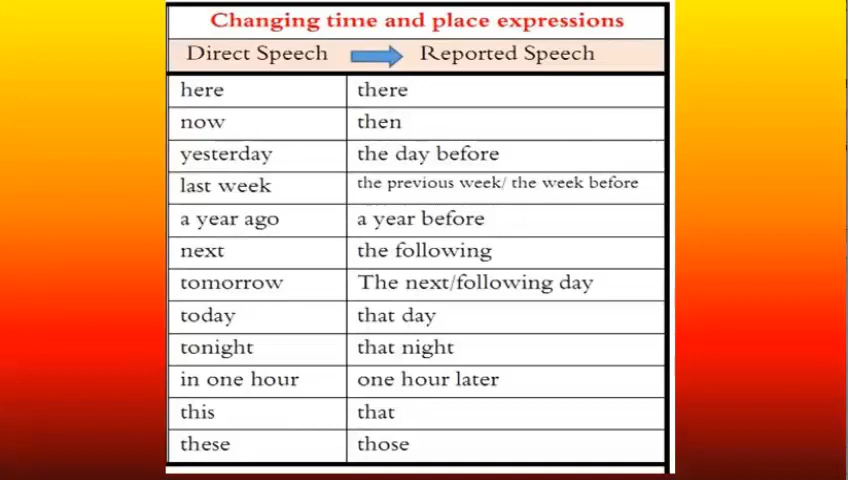 Changing time and place expressions
Direct Speech Reported Speech
here there
now then
yesterday the day before
last week the previous week/ the week before
a year ago a year before
next the following
tomorrow The next/following day
today that day
tonight that night
in one hour one hour later
this that
these those